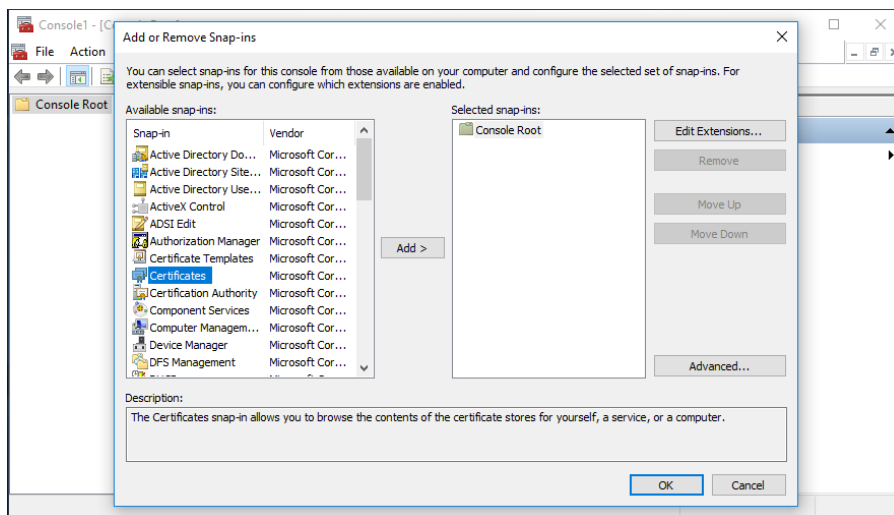 Console1 - [C
Add or Remove Snap-ins
File Action
You can select snap-ins for this console from those available on your computer and configure the selected set of snap-ins. For
extensible snap-ins, you can configure which extensions are enabled.
Console Root
Available snap-ins:
Selected snap-ins:
Snap-in Vendor
Active Directory Do... Microsoft Cor...
Active Directory Site... Microsoft Cor...
Active Directory Use... Microsoft Cor...
ActiveX Control Microsoft Cor...
ADSI Edit Microsoft Cor...
Authorization Manager Microsoft Cor...
Certificate Templates Microsoft Cor...
Certificates Microsoft Cor...
Certification Authority Microsoft Cor...
Component Services Microsoft Cor...
Computer Managem... Microsoft Cor...
Device Manager Microsoft Cor...
DFS Management Microsoft Cor...
Add >
Console Root
Edit Extensions...
Remove
Move Up
Move Down
Advanced...
Description:
The Certificates snap-in allows you to browse the contents of the certificate stores for yourself, a service, or a computer.
OK Cancel